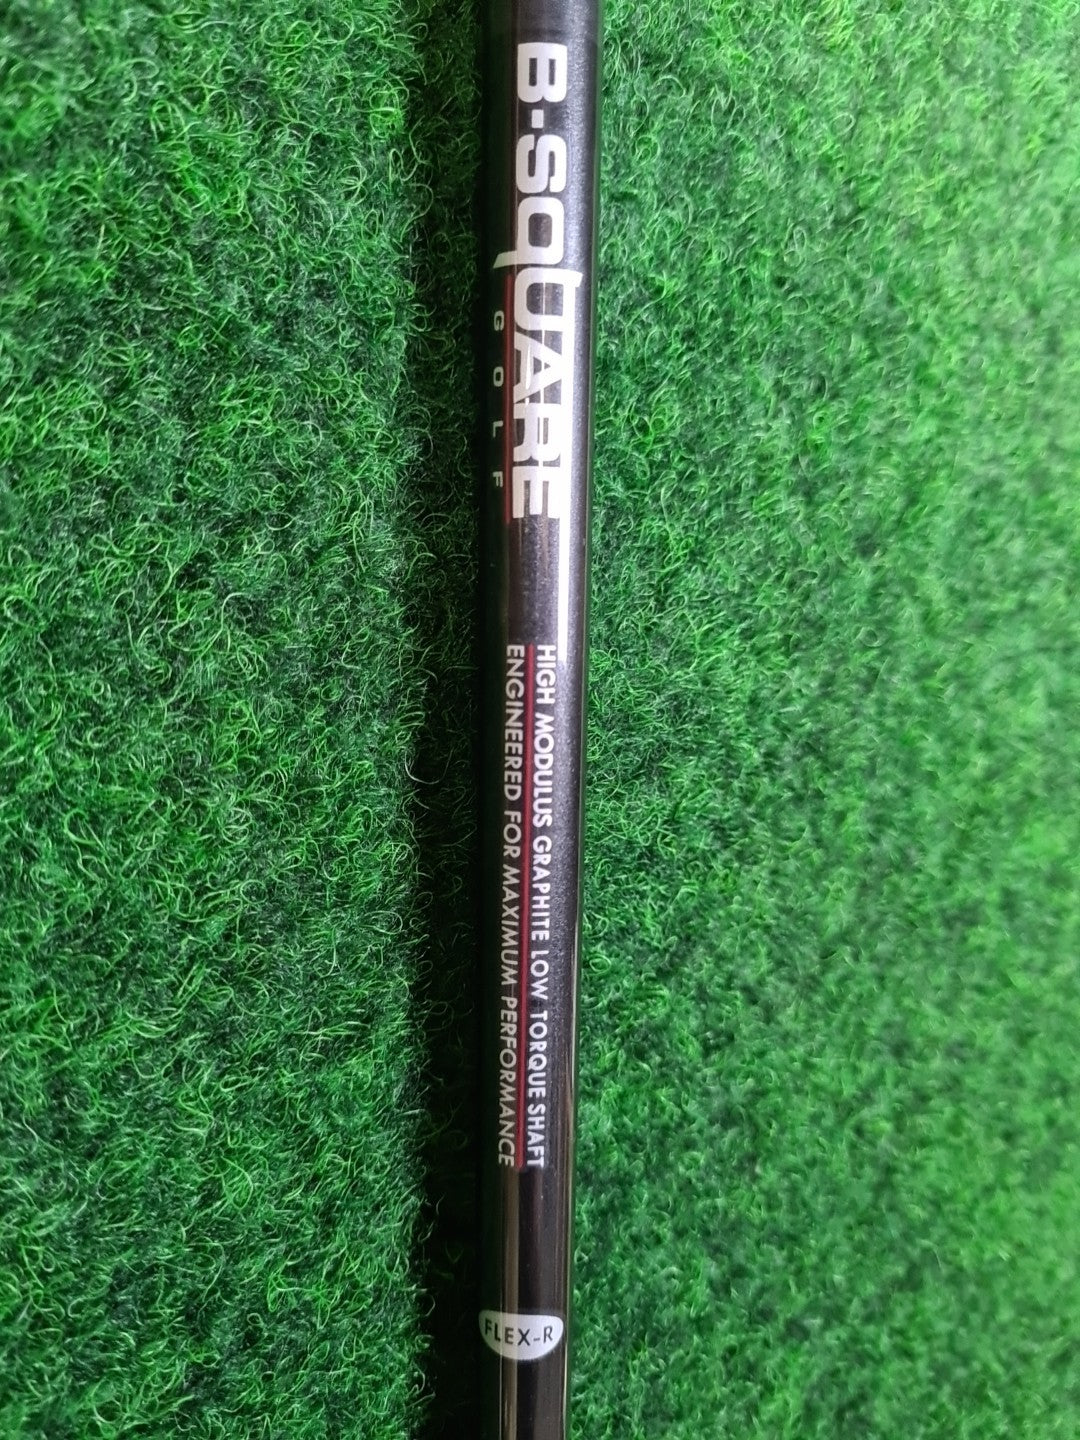 B·SQUARE
GOLF
HIGH MODULUS GRAPHITE LOW TORQUE SHAFT
ENGINEERED FOR MAXIMUM PERFORMANCE
FLEX-R